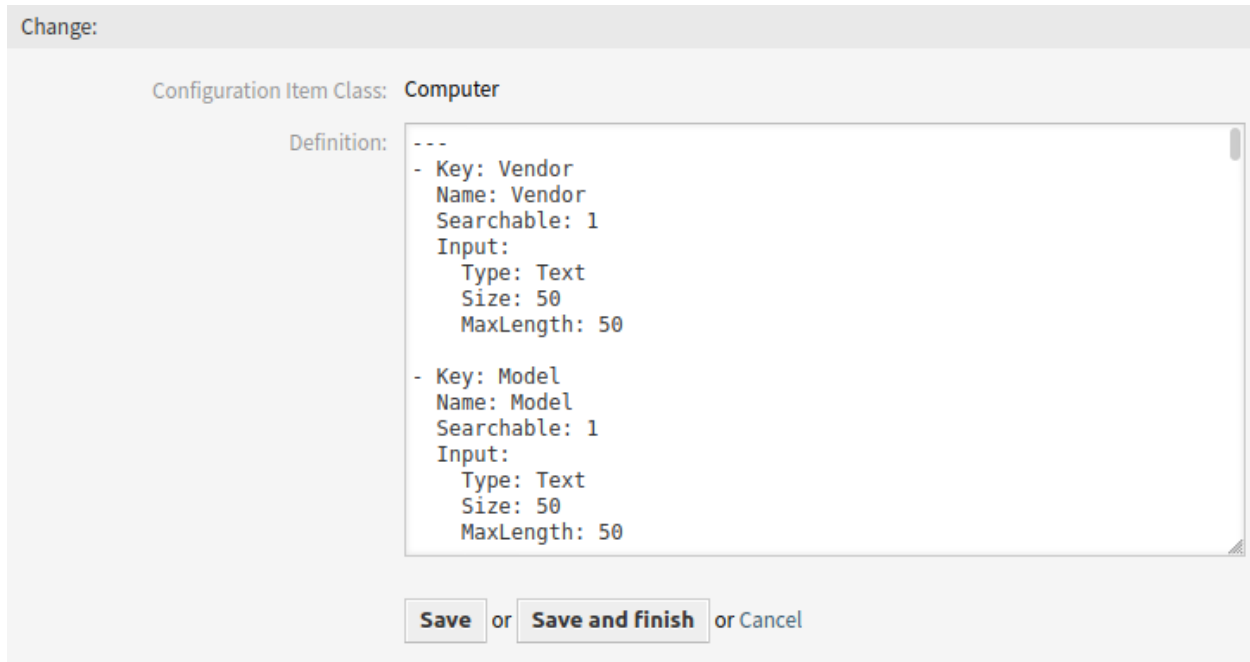 Change:
Configuration Item Class: Computer
Definition:
---
- Key: Vendor
  Name: Vendor
  Searchable: 1
  Input:
    Type: Text
    Size: 50
    MaxLength: 50

- Key: Model
  Name: Model
  Searchable: 1
  Input:
    Type: Text
    Size: 50
    MaxLength: 50
Save or Save and finish or Cancel